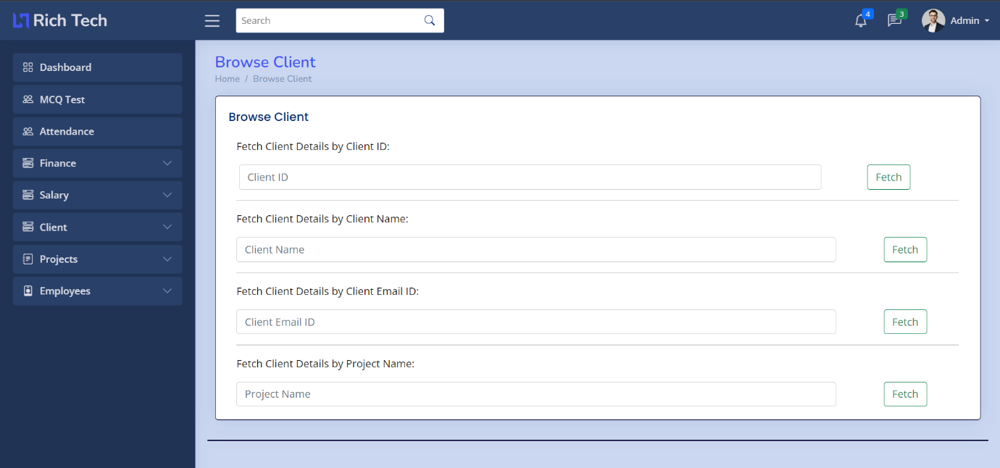 Rich Tech
Search
4
3
Admin
Dashboard
MCQ Test
Attendance
Finance
Salary
Client
Projects
Employees
Browse Client
Home / Browse Client
Browse Client
Fetch Client Details by Client ID:
Client ID
Fetch
Fetch Client Details by Client Name:
Client Name
Fetch
Fetch Client Details by Client Email ID:
Client Email ID
Fetch
Fetch Client Details by Project Name:
Project Name
Fetch